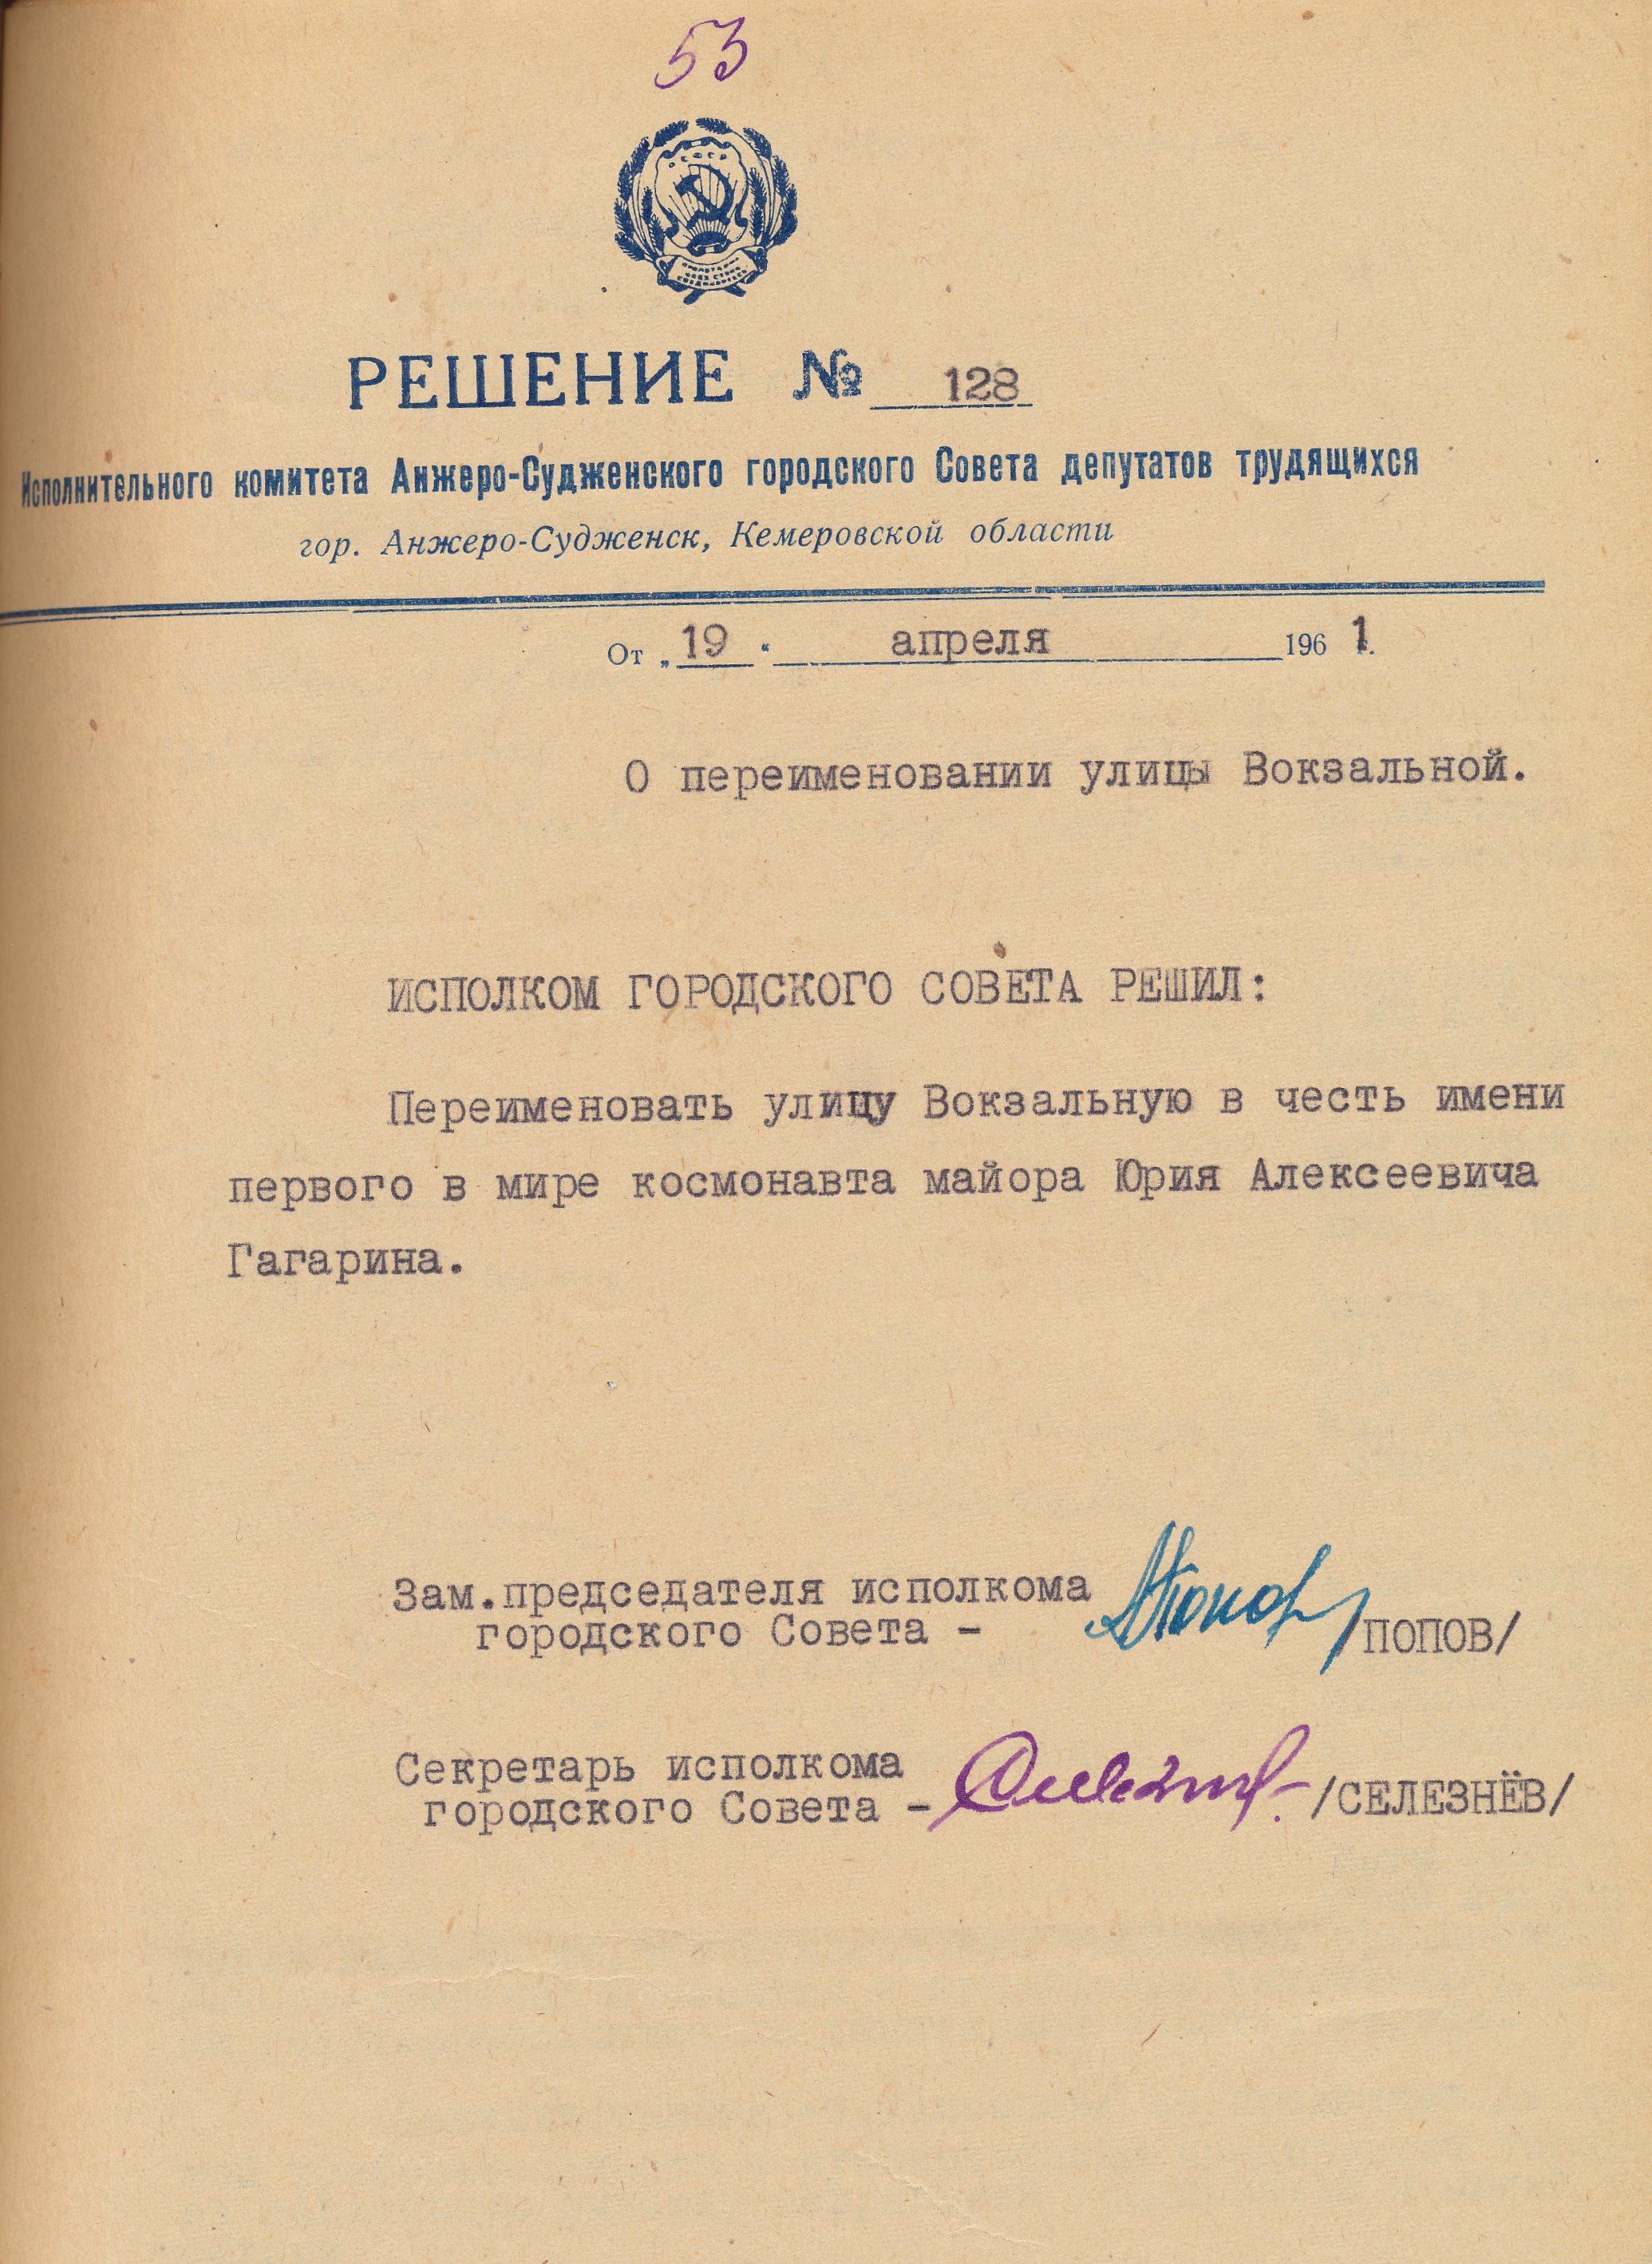 53
РСФСР
РЕШЕНИЕ № 128
Исполнительного комитета Анжеро-Судженского городского Совета депутатов трудящихся
гор. Анжеро-Судженск, Кемеровской области
От „19“ апреля 1961 г.
О переименовании улицы Вокзальной.
ИСПОЛКОМ ГОРОДСКОГО СОВЕТА РЕШИЛ:
Переименовать улицу Вокзальную в честь имени
первого в мире космонавта майора Юрия Алексеевича
Гагарина.
Зам.председателя исполкома
городского Совета – /ПОПОВ/
Секретарь исполкома
городского Совета – /СЕЛЕЗНЁВ/